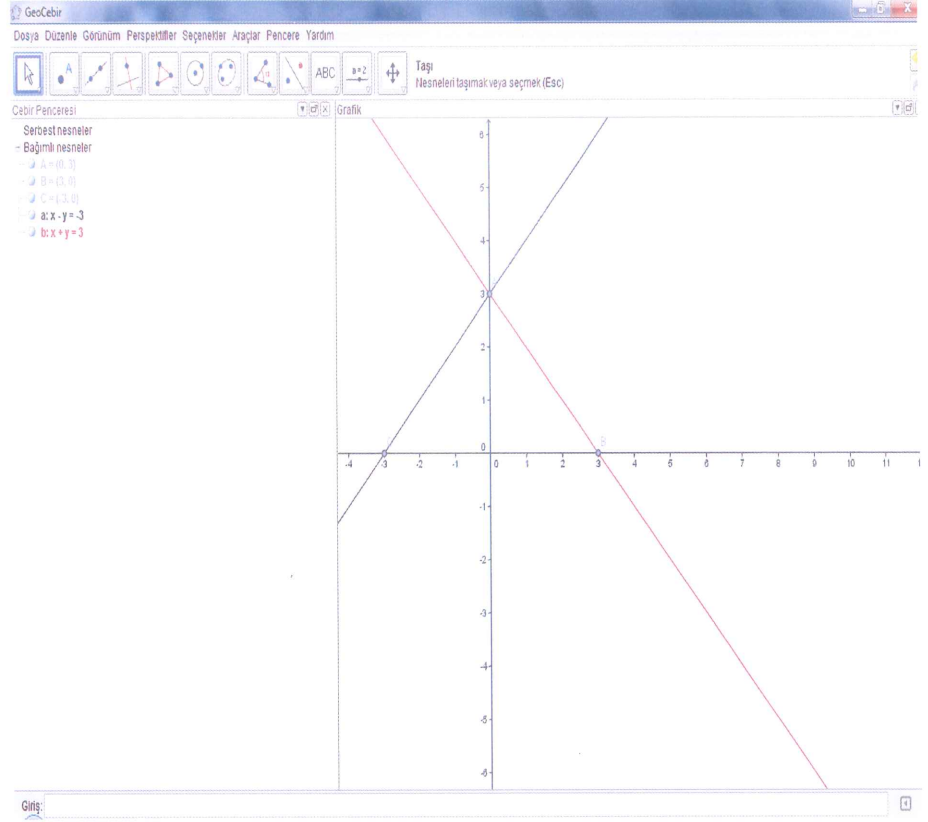 GeoCebir
Dosya Düzenle Görünüm Perspektifler Seçenekler Araçlar Pencere Yardım
A ABC a=2 Taşı
Nesneleri taşımak veya seçmek (Esc)
Cebir Penceresi
Grafik
Serbest nesneler
Bağımlı nesneler
A = (0, 3)
B = (3, 0)
C = (-3, 0)
a: x - y = -3
b: x + y = 3
6
5
4
3
2
1
0
B
-4 -3 -2 -1 0 1 2 3 4 5 6 7 8 9 10 11 1
-1
-2
-3
-4
-5
-6
Giriş: